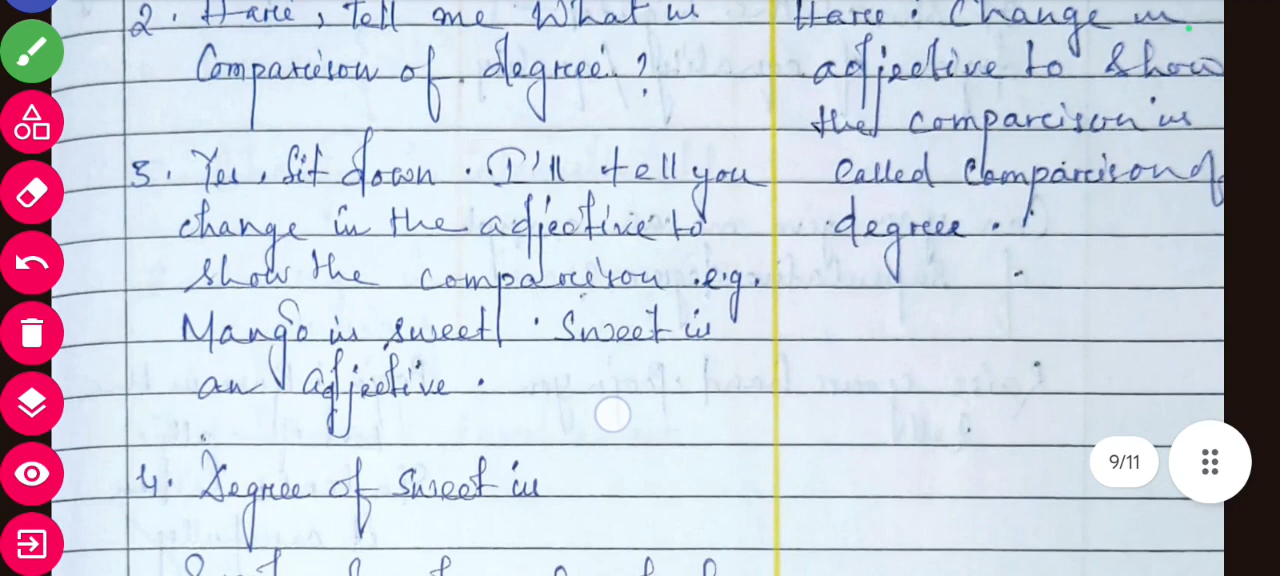 2. Hare, tell me What is
Comparison of degree ?
3. Yes, Sit down. I'll tell you
change in the adjective to
show the comparison e.g.
Mango is sweet. Sweet is
an adjective.
4. Degree of Sweet is
Hare : Change in
adjective to show
the comparison is
called Comparison of
degree.
9/11